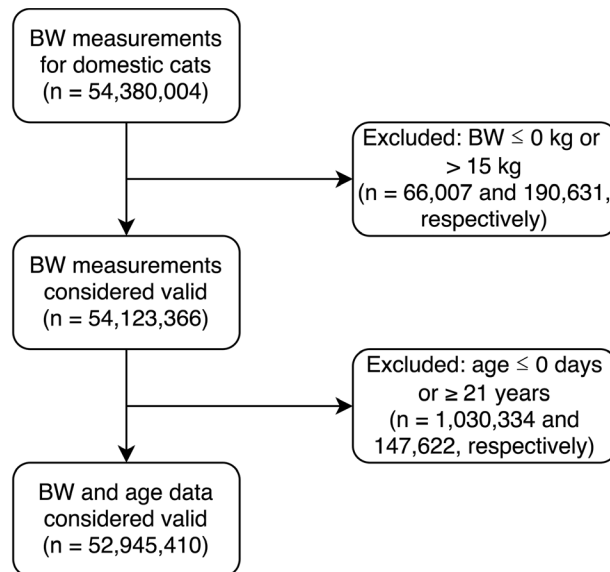 BW measurements
for domestic cats
(n = 54,380,004)
Excluded: BW ≤ 0 kg or
> 15 kg
(n = 66,007 and 190,631,
respectively)
BW measurements
considered valid
(n = 54,123,366)
Excluded: age ≤ 0 days
or ≥ 21 years
(n = 1,030,334 and
147,622, respectively)
BW and age data
considered valid
(n = 52,945,410)